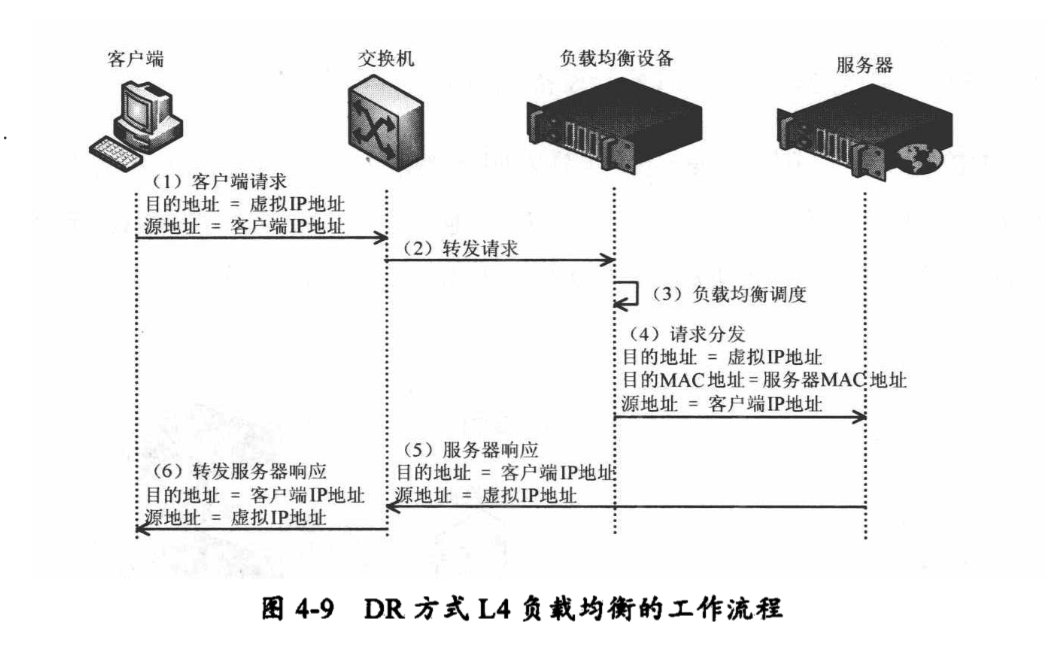 客户端
交换机
负载均衡设备
服务器
（1）客户端请求
目的地址 = 虚拟IP地址
源地址 = 客户端IP地址
（2）转发请求
（3）负载均衡调度
（4）请求分发
目的地址 = 虚拟IP地址
目的MAC地址=服务器MAC地址
源地址 = 客户端IP地址
（5）服务器响应
目的地址 = 客户端IP地址
源地址 = 虚拟IP地址
（6）转发服务器响应
目的地址 = 客户端IP地址
源地址 = 虚拟IP地址
图 4-9 DR 方式 L4 负载均衡的工作流程